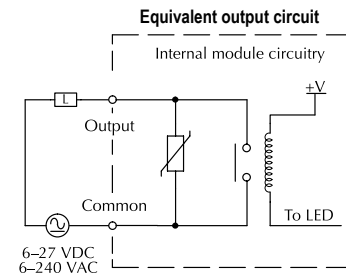 Equivalent output circuit
Internal module circuitry
+V
L
Output
Common
To LED
6–27 VDC
6–240 VAC